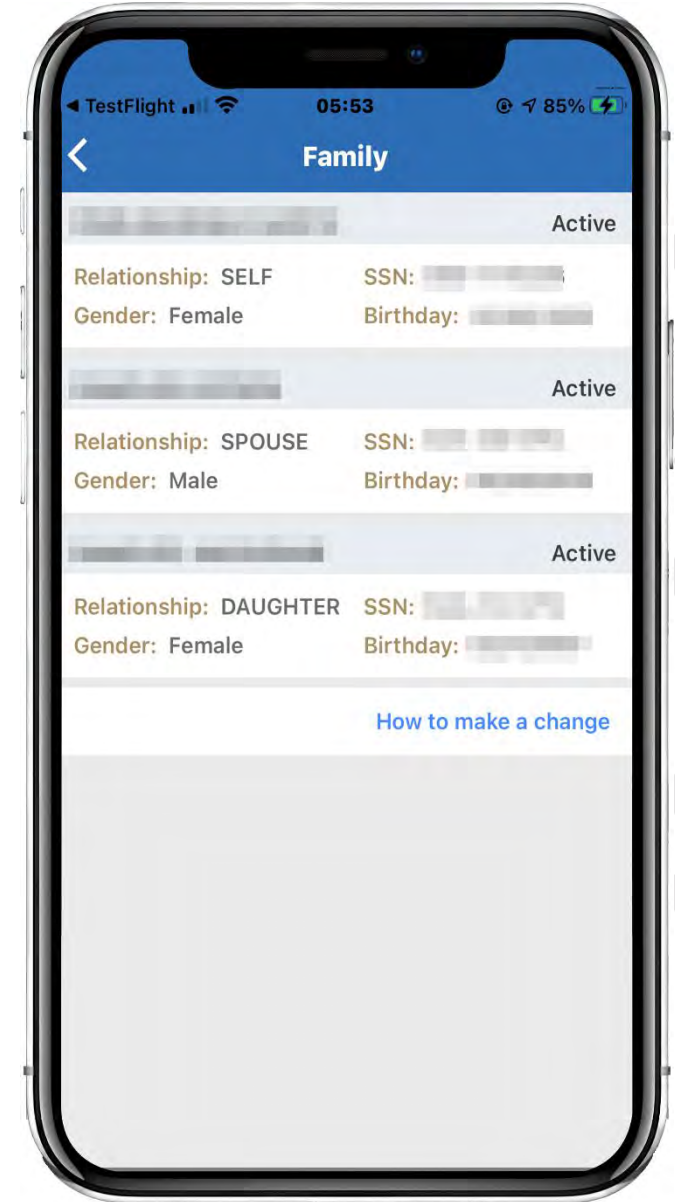 TestFlight 05:53 85%
Family
Active
Relationship: SELF SSN:
Gender: Female Birthday:
Active
Relationship: SPOUSE SSN:
Gender: Male Birthday:
Active
Relationship: DAUGHTER SSN:
Gender: Female Birthday:
How to make a change